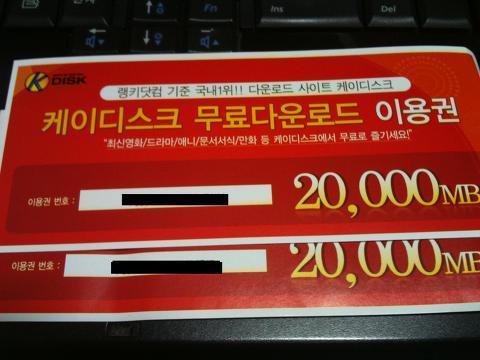 Ins
Del
Fn
K
DISK
랭키닷컴 기준 국내1위!! 다운로드 사이트 케이디스크
케이디스크 무료다운로드 이용권
"최신영화/드라마/애니/문서서식/만화 등 케이디스크에서 무료로 즐기세요!"
이용권 번호 :
20,000MB
이용권 번호 :
20,000MB